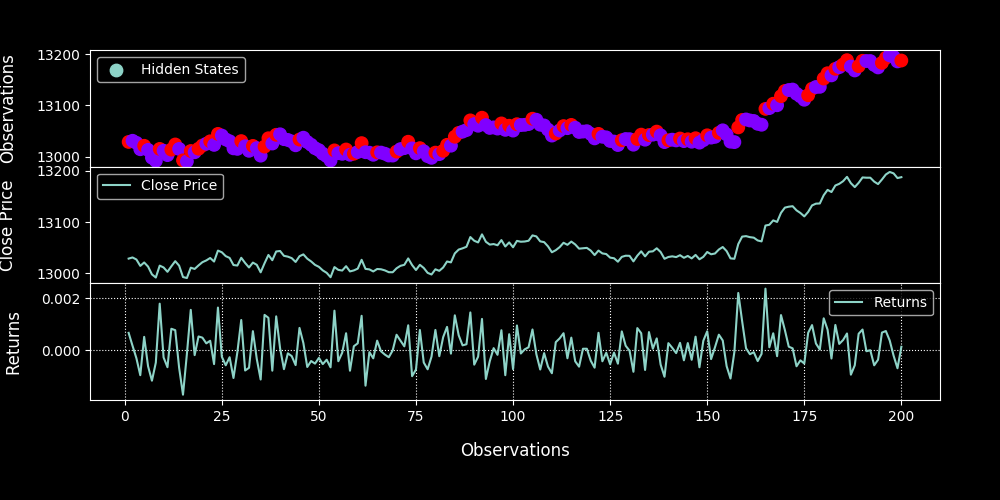 Observations
13200
13100
13000
Hidden States
Close Price
13200
13100
13000
Close Price
Returns
0.002
0.000
Returns
0 25 50 75 100 125 150 175 200
Observations